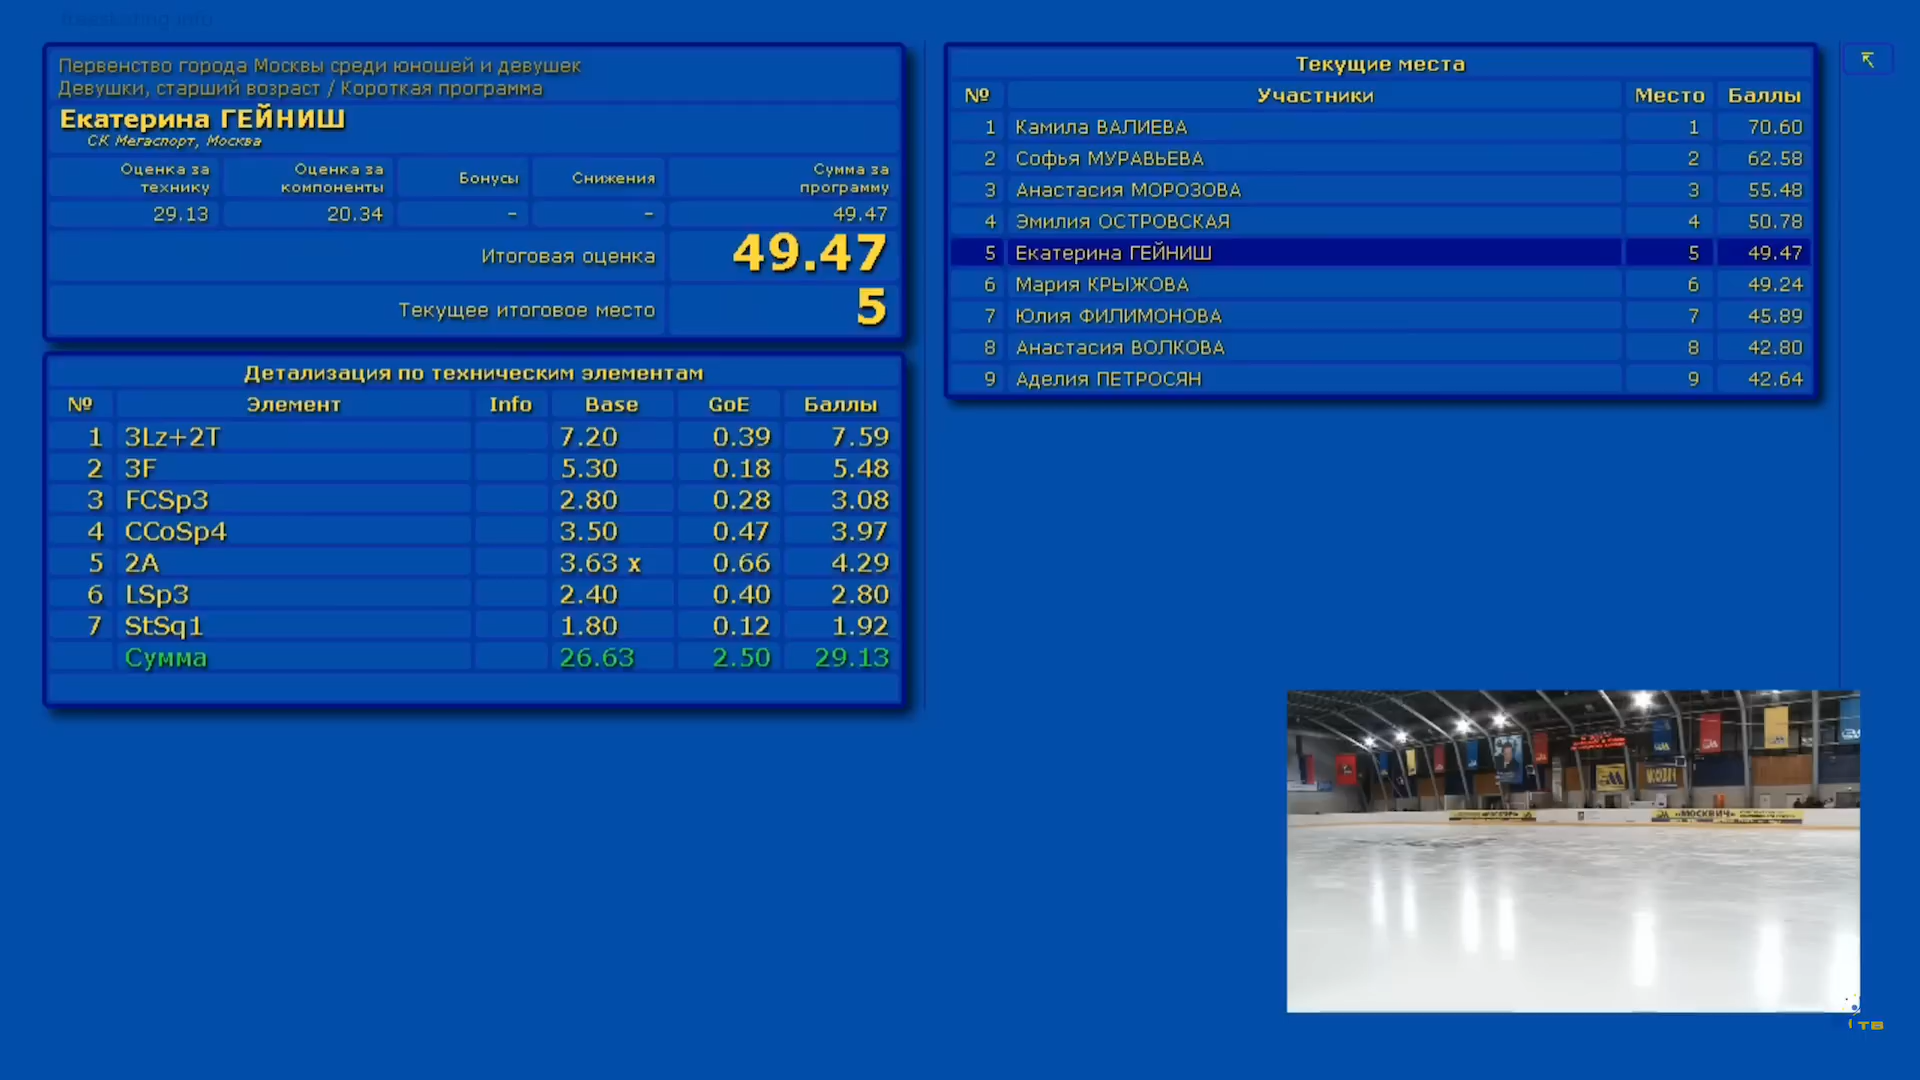 Первенство города Москвы среди юношей и девушек
Девушки, старший возраст / Короткая программа
Екатерина ГЕЙНИШ
СК Мегаспорт, Москва
Оценка за технику Оценка за компоненты Бонусы Снижения Сумма за программу
29.13 20.34 – – 49.47
Итоговая оценка 49.47
Текущее итоговое место 5
Детализация по техническим элементам
№ Элемент Info Base GoE Баллы
1 3Lz+2T 7.20 0.39 7.59
2 3F 5.30 0.18 5.48
3 FCSp3 2.80 0.28 3.08
4 CCoSp4 3.50 0.47 3.97
5 2A 3.63 x 0.66 4.29
6 LSp3 2.40 0.40 2.80
7 StSq1 1.80 0.12 1.92
Сумма 26.63 2.50 29.13
Текущие места
№ Участники Место Баллы
1 Камила ВАЛИЕВА 1 70.60
2 Софья МУРАВЬЕВА 2 62.58
3 Анастасия МОРОЗОВА 3 55.48
4 Эмилия ОСТРОВСКАЯ 4 50.78
5 Екатерина ГЕЙНИШ 5 49.47
6 Мария КРЫЖОВА 6 49.24
7 Юлия ФИЛИМОНОВА 7 45.89
8 Анастасия ВОЛКОВА 8 42.80
9 Аделия ПЕТРОСЯН 9 42.64
МОСКВИЧ
«МОСКВИЧ»
ТВ